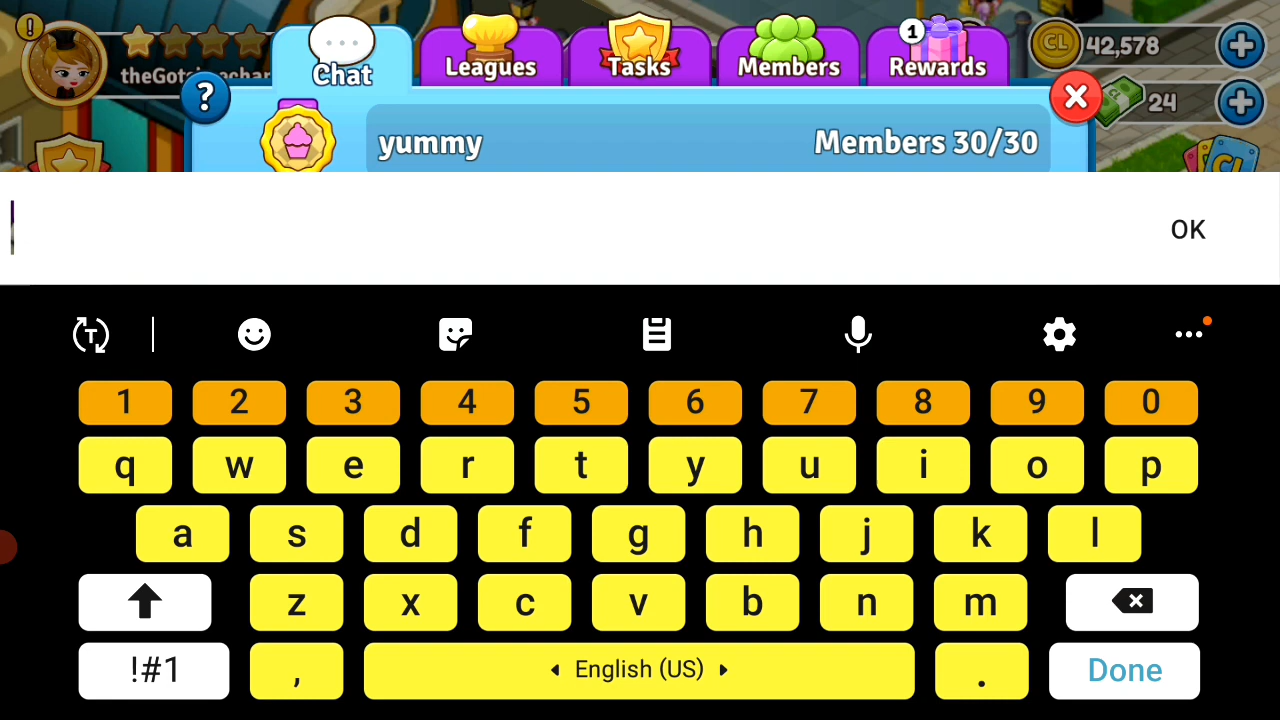 Chat
Leagues
Tasks
Members
1
Rewards
CL
42,578
!
?
24
yummy
Members 30/30
CL
OK
T
1 2 3 4 5 6 7 8 9 0
q w e r t y u i o p
a s d f g h j k l
z x c v b n m
!#1 , English (US) . Done